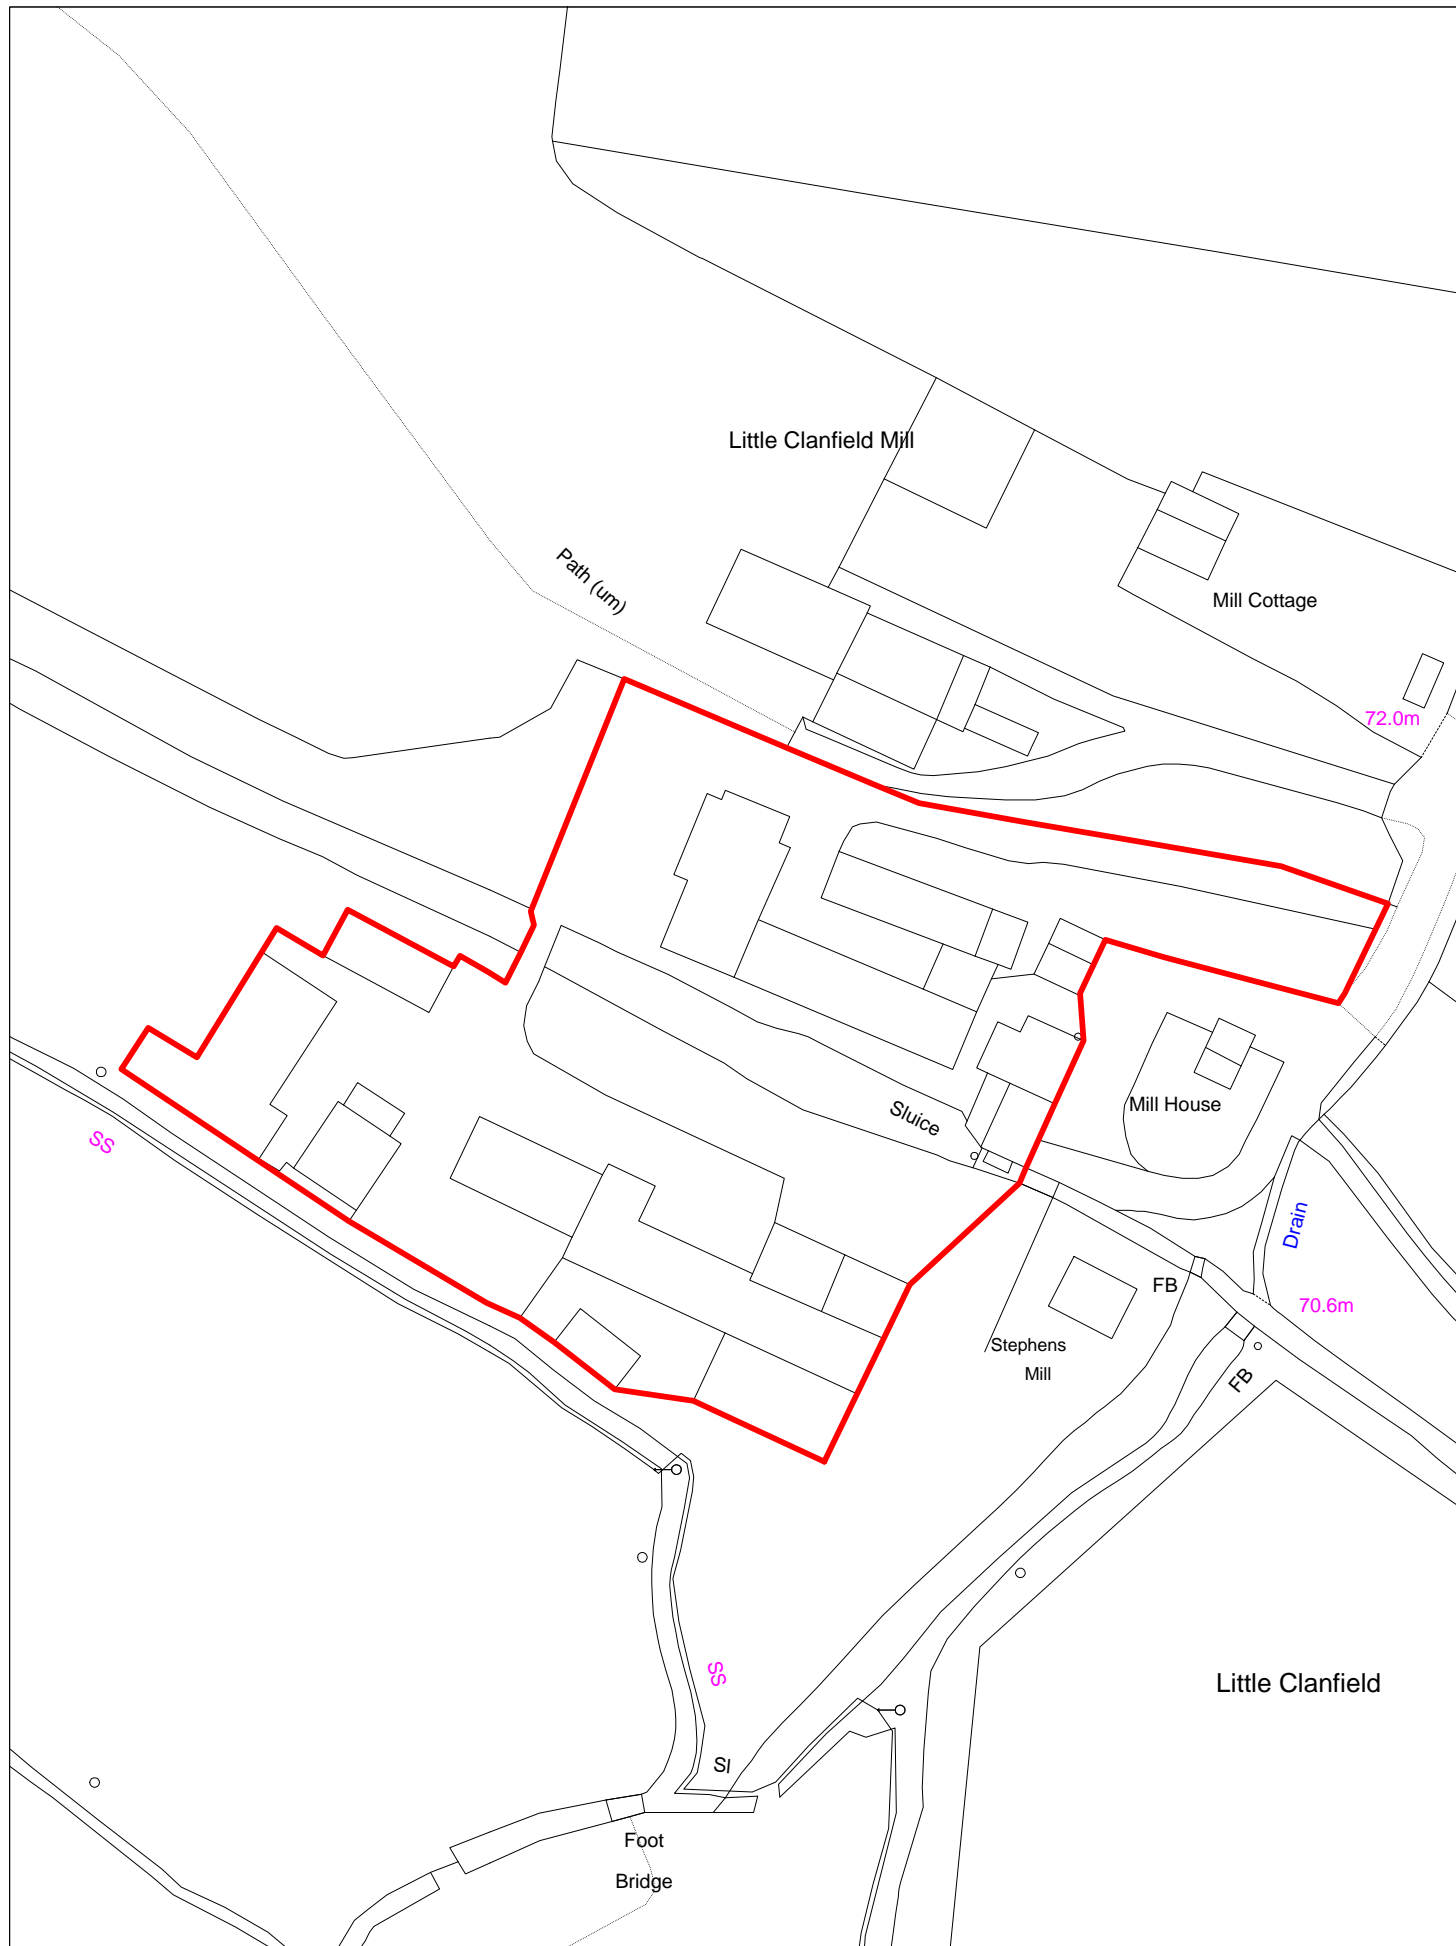 Little Clanfield Mill
Path (um)
Mill Cottage
72.0m
Mill House
Sluice
SS
Drain
FB
70.6m
Stephens
Mill
FB
SS
Little Clanfield
Sl
Foot
Bridge